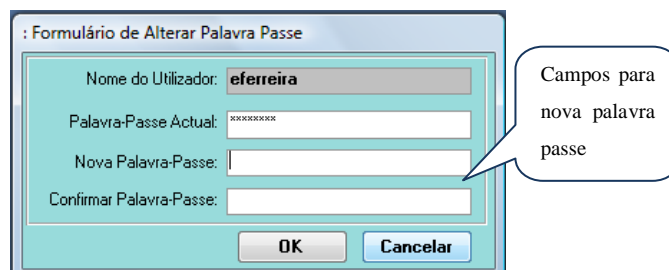 : Formulário de Alterar Palavra Passe
Nome do Utilizador: eferreira
Palavra-Passe Actual: ********
Nova Palavra-Passe:
Confirmar Palavra-Passe:
OK Cancelar
Campos para
nova palavra
passe